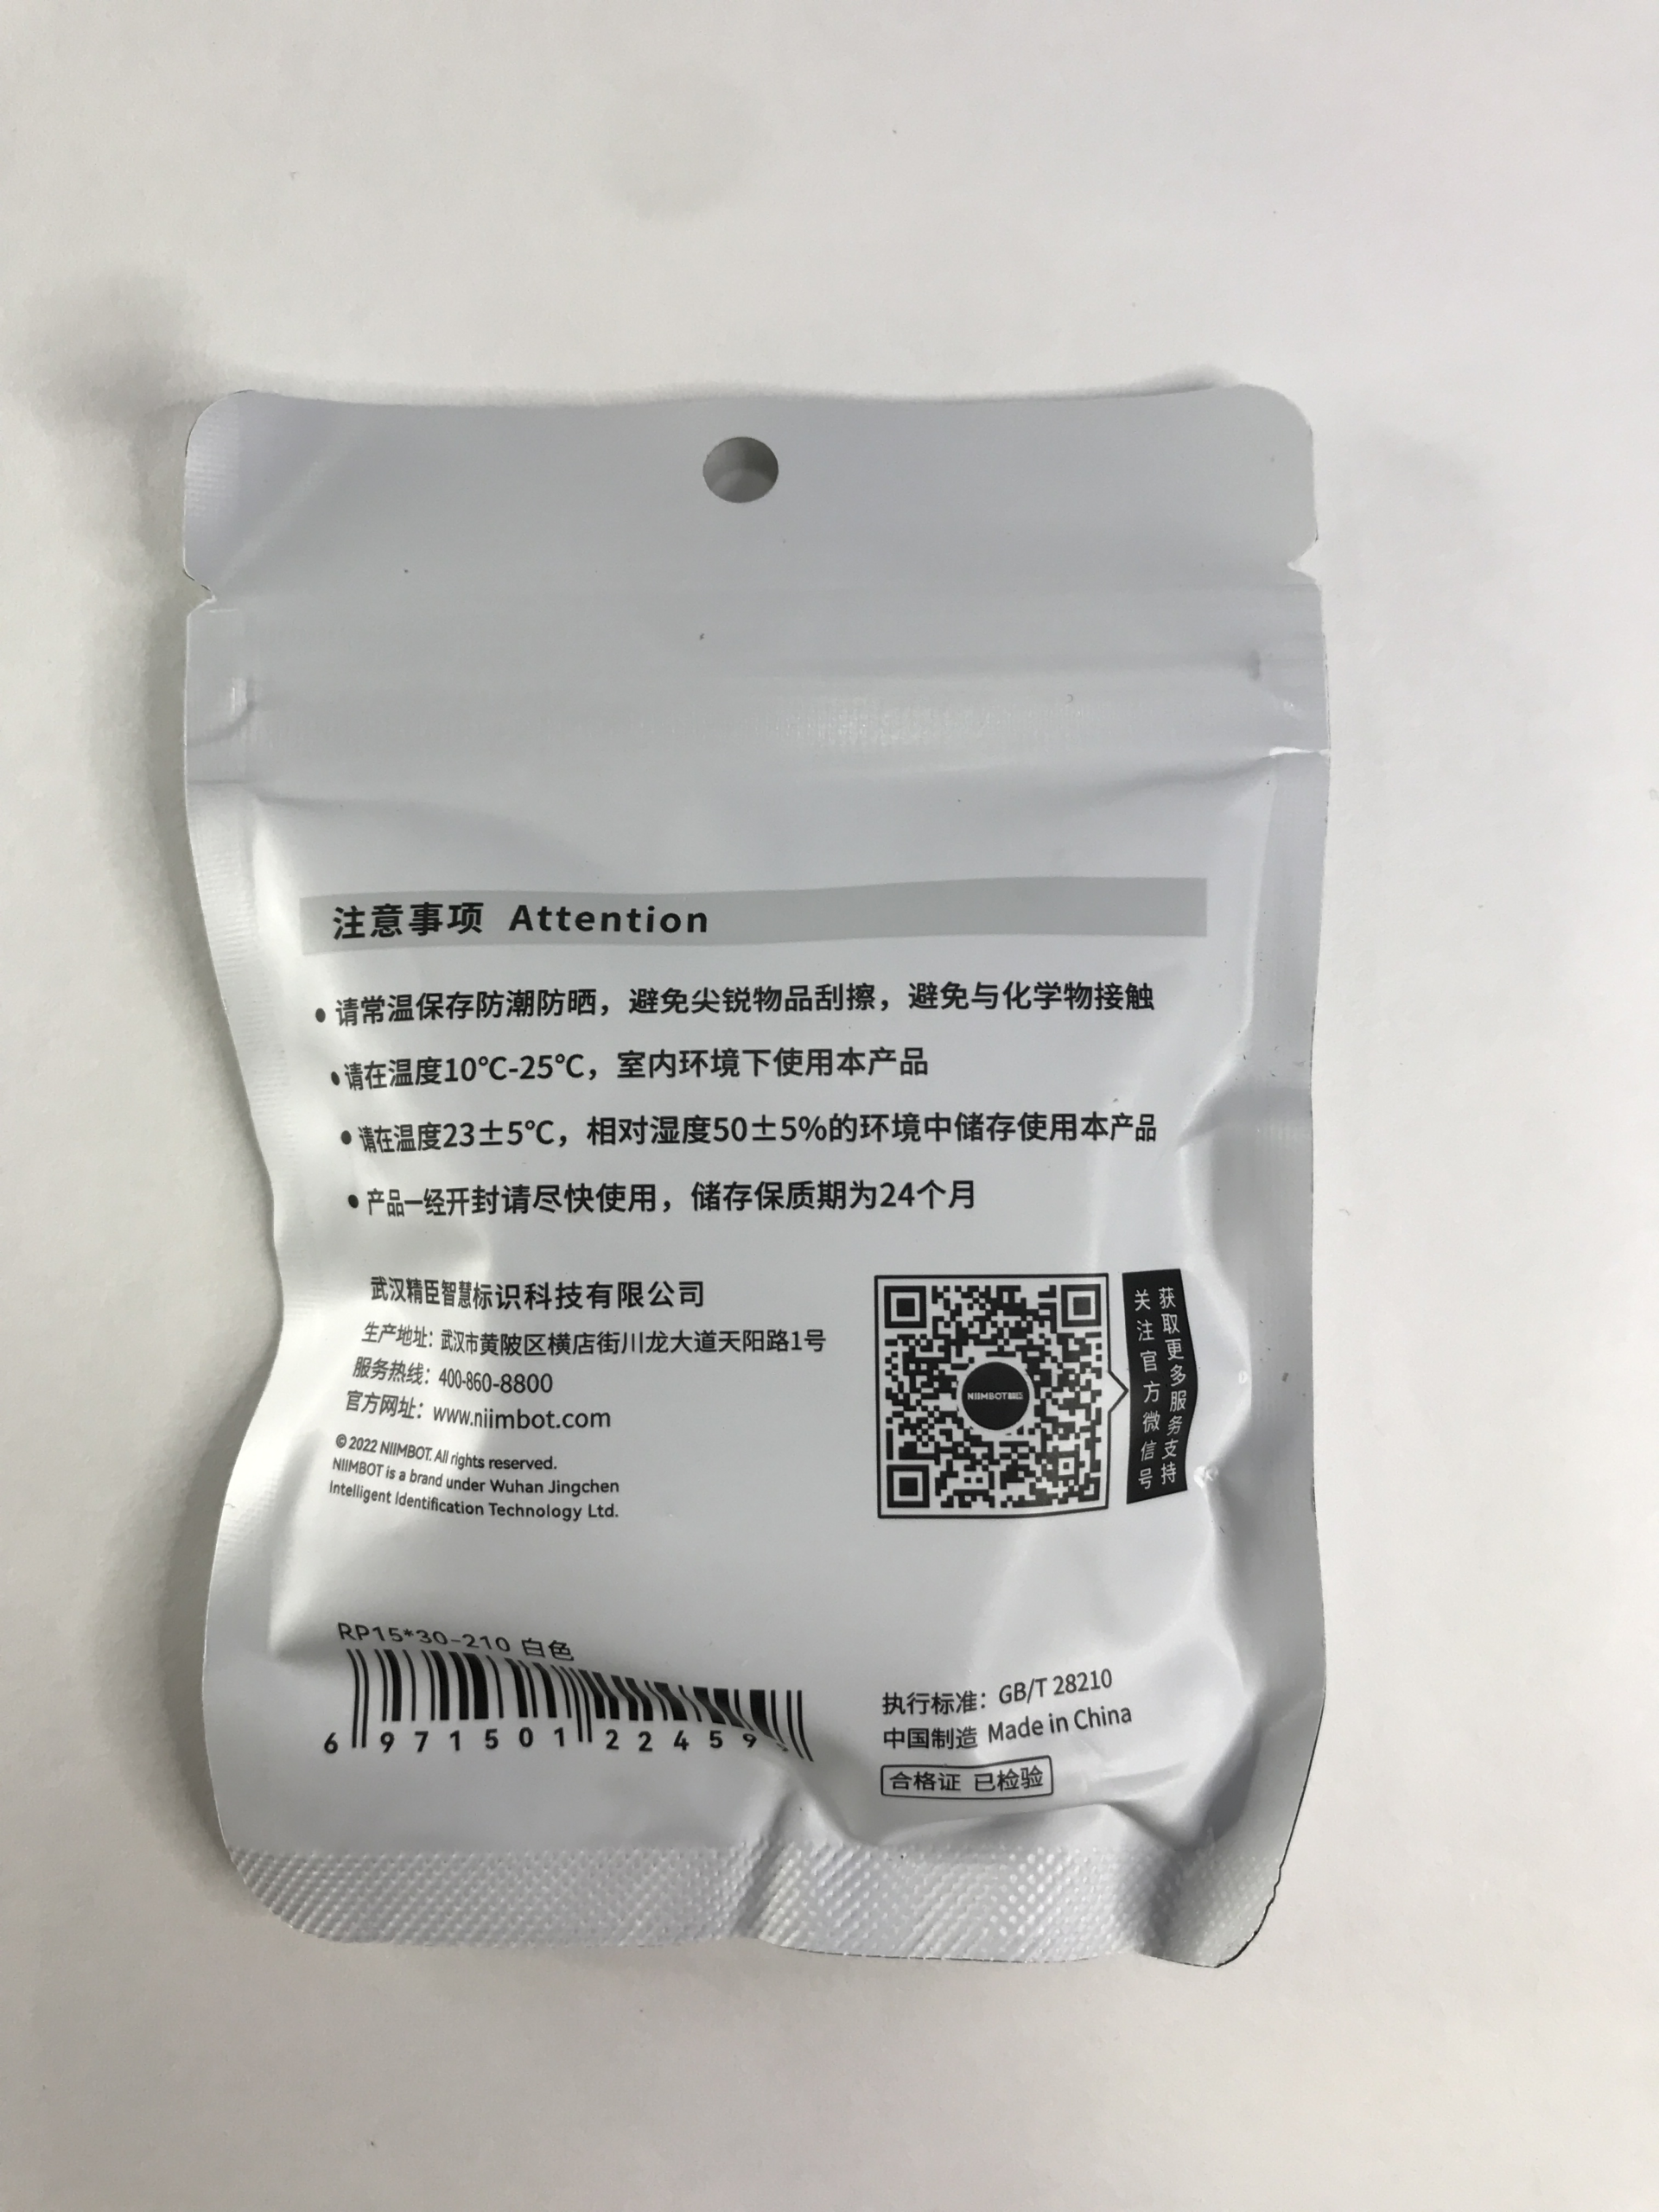 注意事项 Attention
• 请常温保存防潮防晒，避免尖锐物品刮擦，避免与化学物接触
• 请在温度10℃-25℃，室内环境下使用本产品
• 请在温度23±5℃，相对湿度50±5%的环境中储存使用本产品
• 产品一经开封请尽快使用，储存保质期为24个月
武汉精臣智慧标识科技有限公司
生产地址：武汉市黄陂区横店街川龙大道天阳路1号
服务热线：400-860-8800
官方网址：www.niimbot.com
© 2022 NIIMBOT. All rights reserved.
NIIMBOT is a brand under Wuhan Jingchen
Intelligent Identification Technology Ltd.
NIIMBOT
关注官方微信号
获取更多服务支持
RP15*30-210 白色
6 971501 22459
执行标准：GB/T 28210
中国制造 Made in China
合格证 已检验